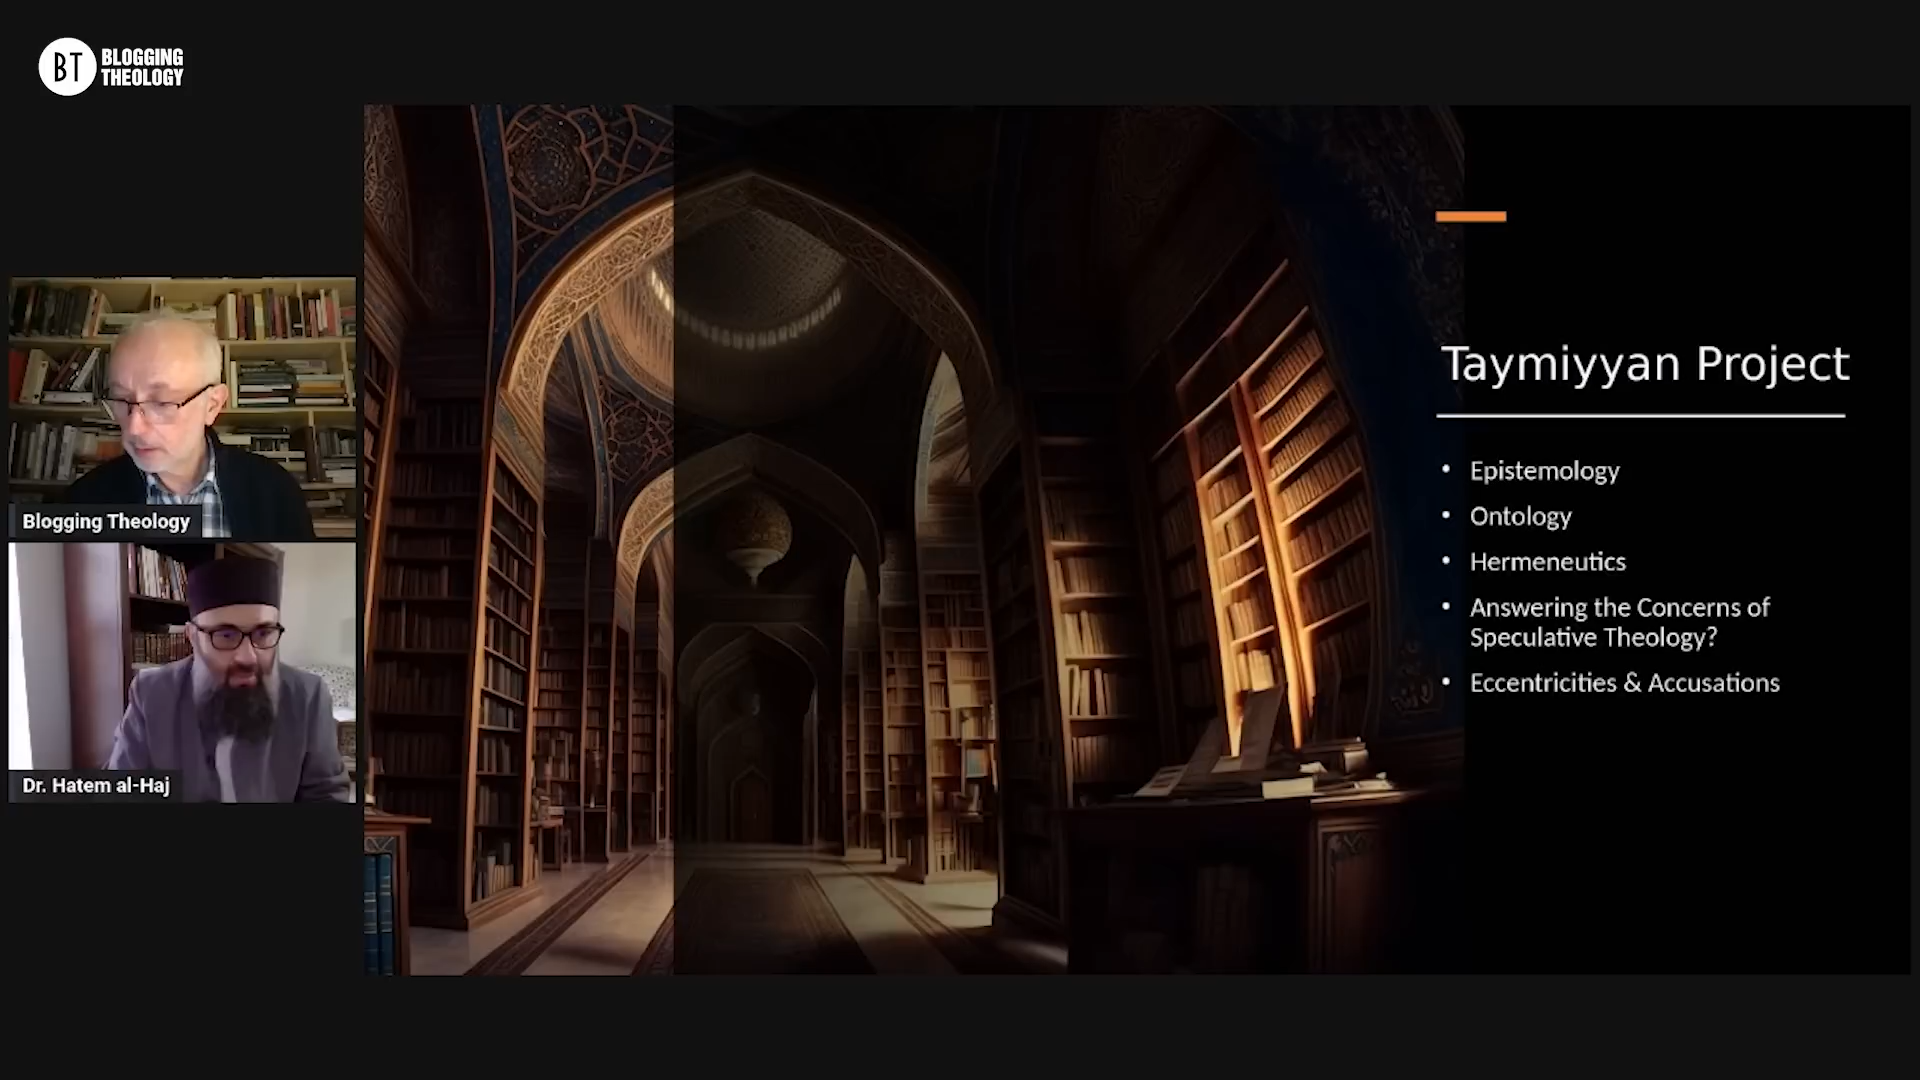 BT BLOGGING
THEOLOGY
Blogging Theology
Dr. Hatem al-Haj
Taymiyyan Project
• Epistemology
• Ontology
• Hermeneutics
• Answering the Concerns of
Speculative Theology?
• Eccentricities & Accusations